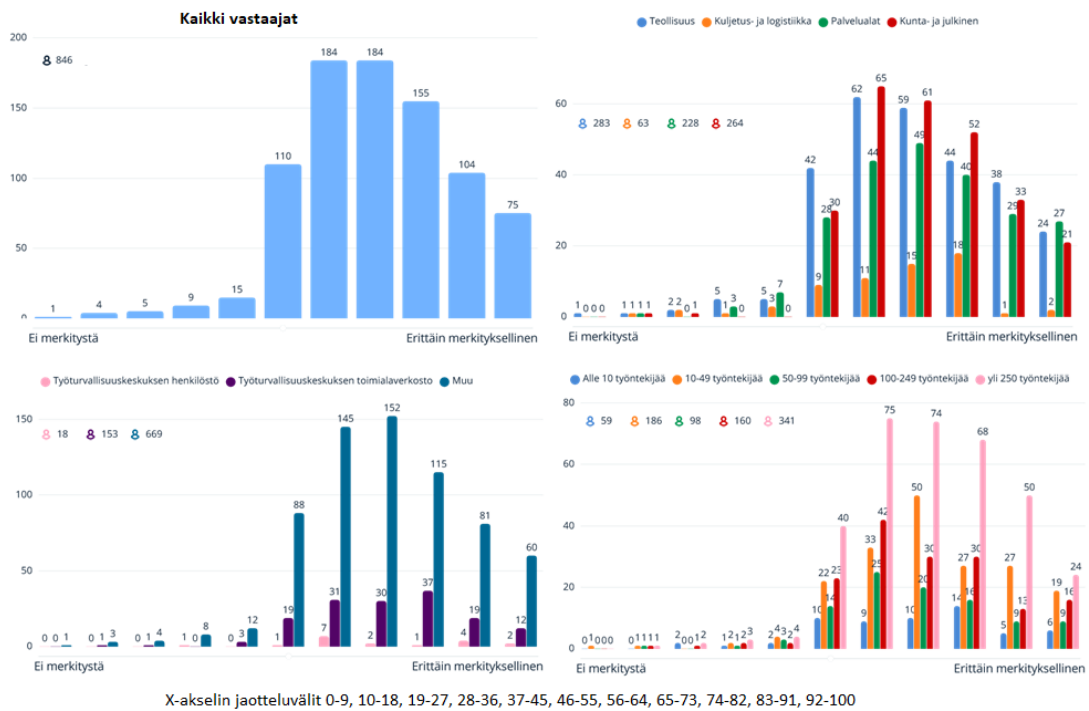 Kaikki vastaajat
846
200
150
100
50
0
1 4 5 9 15 110 184 184 155 104 75
Ei merkitystä Erittäin merkityksellinen
Teollisuus Kuljetus- ja logistiikka Palvelualat Kunta- ja julkinen
283 63 228 264
60
40
20
0
1 0 0 0 1 1 1 1 2 2 0 1 5 1 3 0 5 3 7 0 42 9 28 30 62 11 44 65 59 15 49 61 44 18 40 52 38 1 29 33 24 2 27 21
Ei merkitystä Erittäin merkityksellinen
Työturvallisuuskeskuksen henkilöstö Työturvallisuuskeskuksen toimialaverkosto Muu
18 153 669
150
100
50
0
0 0 1 0 1 3 0 1 4 1 0 8 0 3 12 1 19 88 7 31 145 2 30 152 1 37 115 4 19 81 2 12 60
Ei merkitystä Erittäin merkityksellinen
Alle 10 työntekijää 10-49 työntekijää 50-99 työntekijää 100-249 työntekijää yli 250 työntekijää
59 186 98 160 341
80
60
40
20
0
0 1 0 0 0 0 1 1 1 1 2 0 0 1 2 1 2 1 2 3 2 4 3 2 4 10 22 14 23 40 9 33 25 42 75 10 50 20 30 74 14 27 16 30 68 5 27 9 13 50 6 19 9 16 24
Ei merkitystä Erittäin merkityksellinen
X-akselin jaotteluvälit 0-9, 10-18, 19-27, 28-36, 37-45, 46-55, 56-64, 65-73, 74-82, 83-91, 92-100